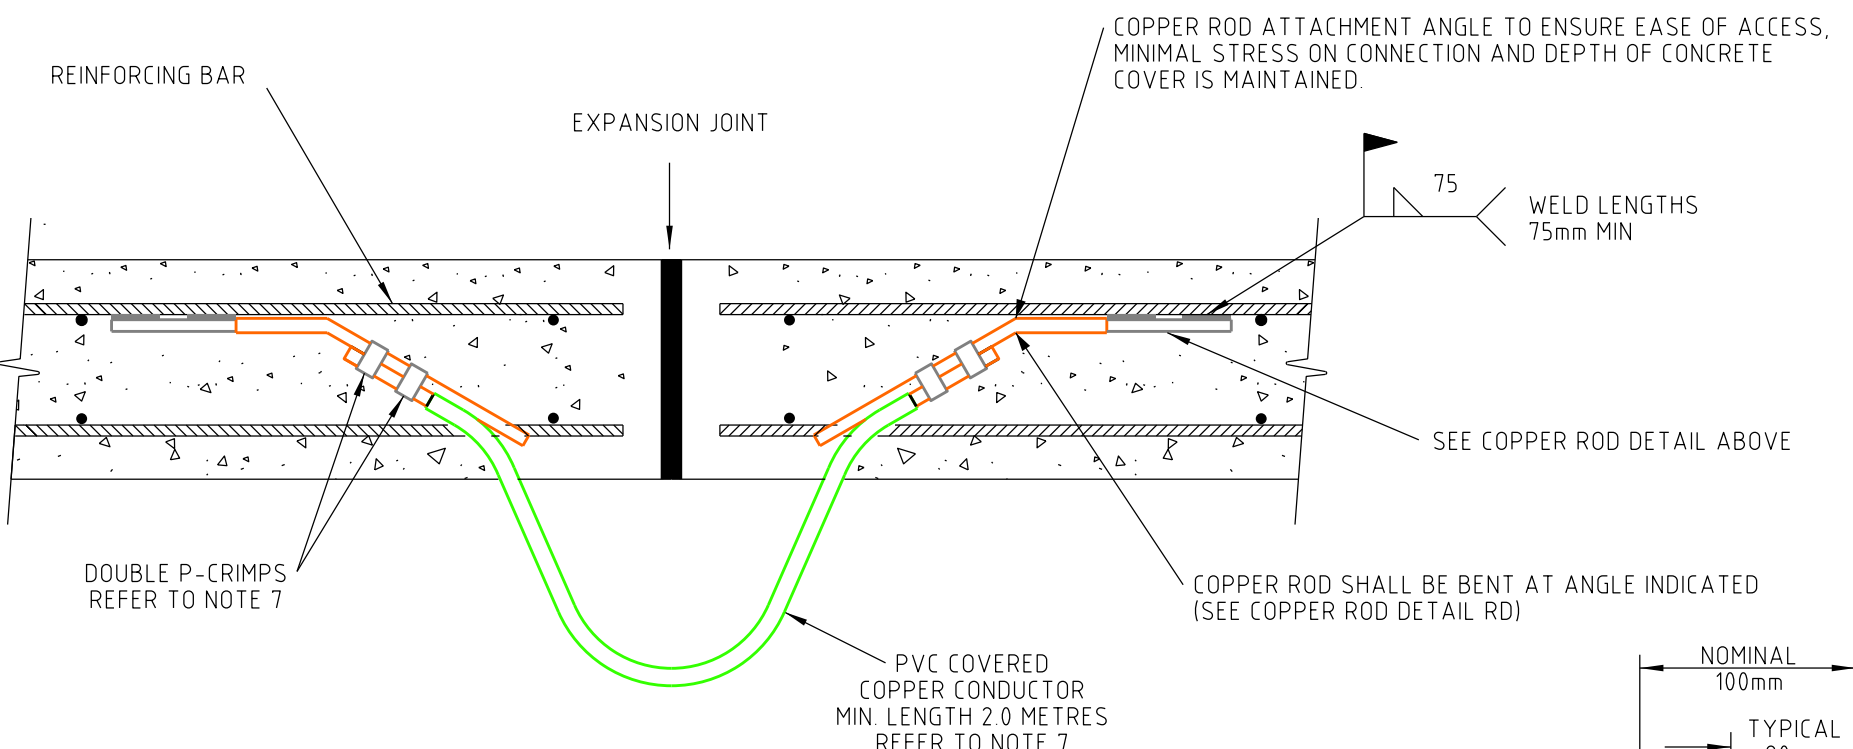 COPPER ROD ATTACHMENT ANGLE TO ENSURE EASE OF ACCESS,
MINIMAL STRESS ON CONNECTION AND DEPTH OF CONCRETE
COVER IS MAINTAINED.
REINFORCING BAR
EXPANSION JOINT
75
WELD LENGTHS
75mm MIN
SEE COPPER ROD DETAIL ABOVE
DOUBLE P-CRIMPS
REFER TO NOTE 7
COPPER ROD SHALL BE BENT AT ANGLE INDICATED
(SEE COPPER ROD DETAIL RD)
PVC COVERED
COPPER CONDUCTOR
MIN. LENGTH 2.0 METRES
REFER TO NOTE 7
NOMINAL
100mm
TYPICAL